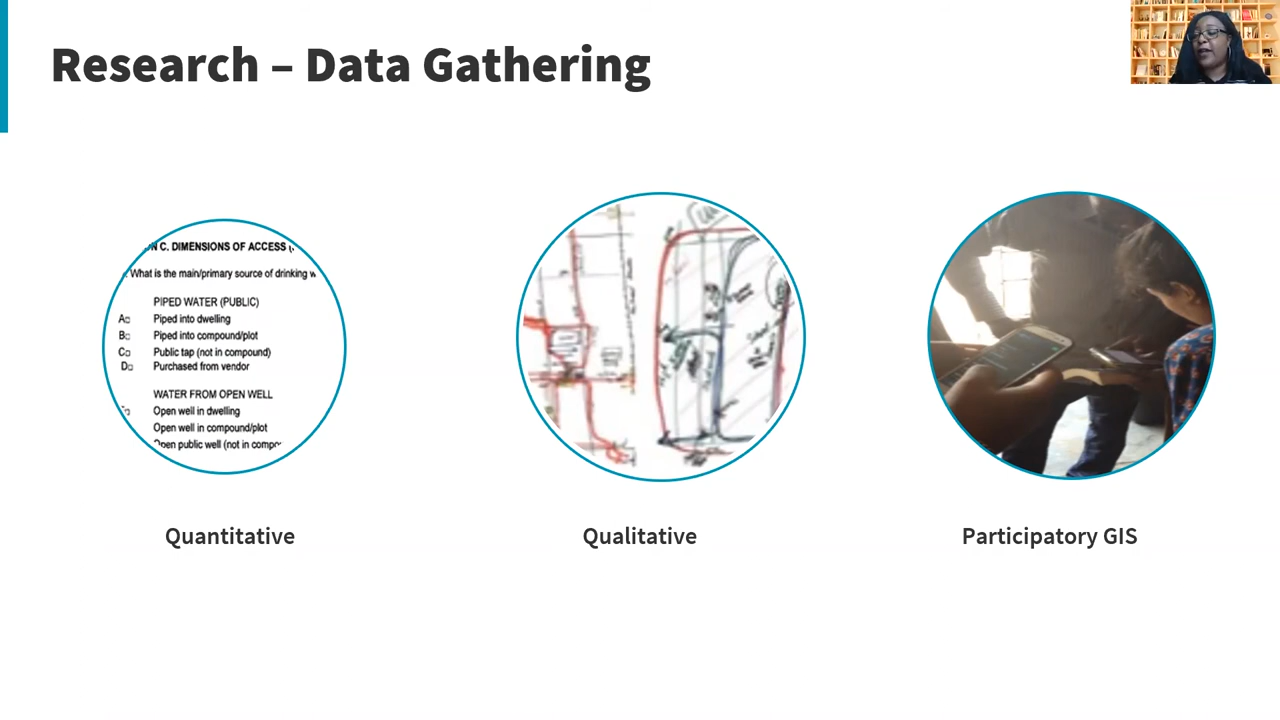 Research – Data Gathering
N C. DIMENSIONS OF ACCESS
What is the main/primary source of drinking
PIPED WATER (PUBLIC)
A Piped into dwelling
B Piped into compound/plot
C Public tap (not in compound)
D Purchased from vendor
WATER FROM OPEN WELL
Open well in dwelling
Open well in compound/plot
Open public well (not in
Quantitative
Qualitative
Participatory GIS